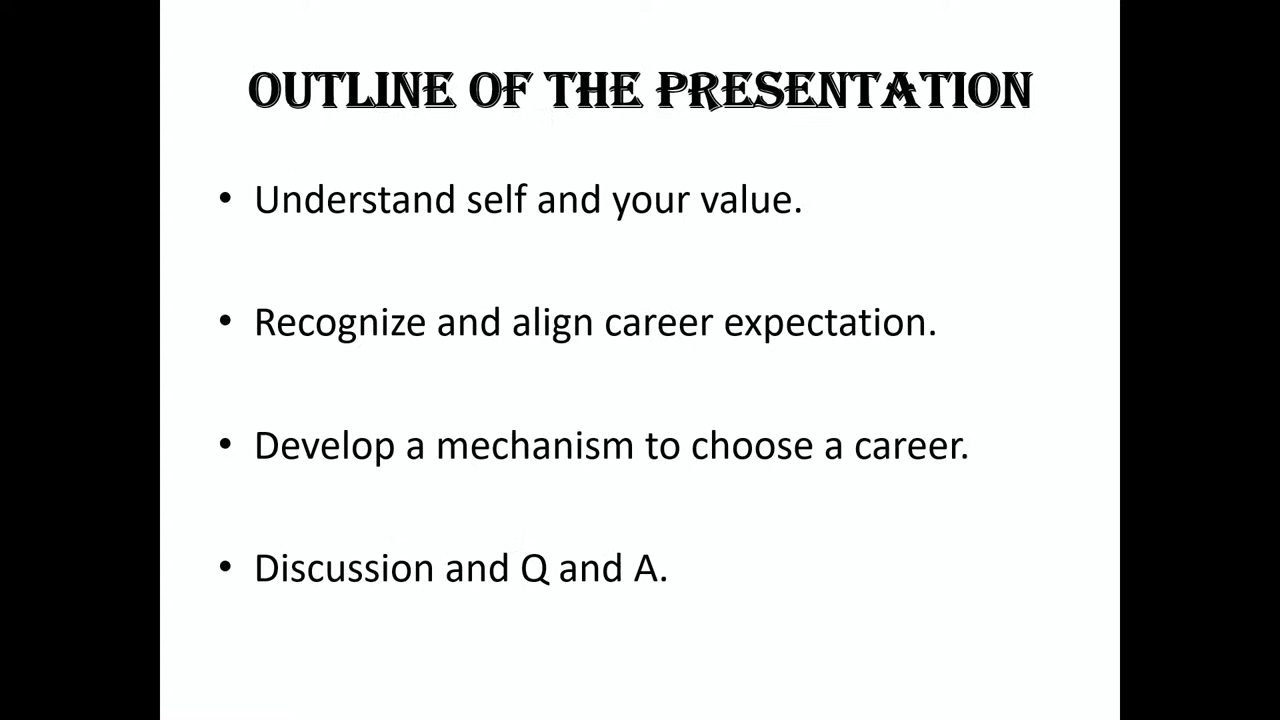 OUTLINE OF THE PRESENTATION
• Understand self and your value.
• Recognize and align career expectation.
• Develop a mechanism to choose a career.
• Discussion and Q and A.